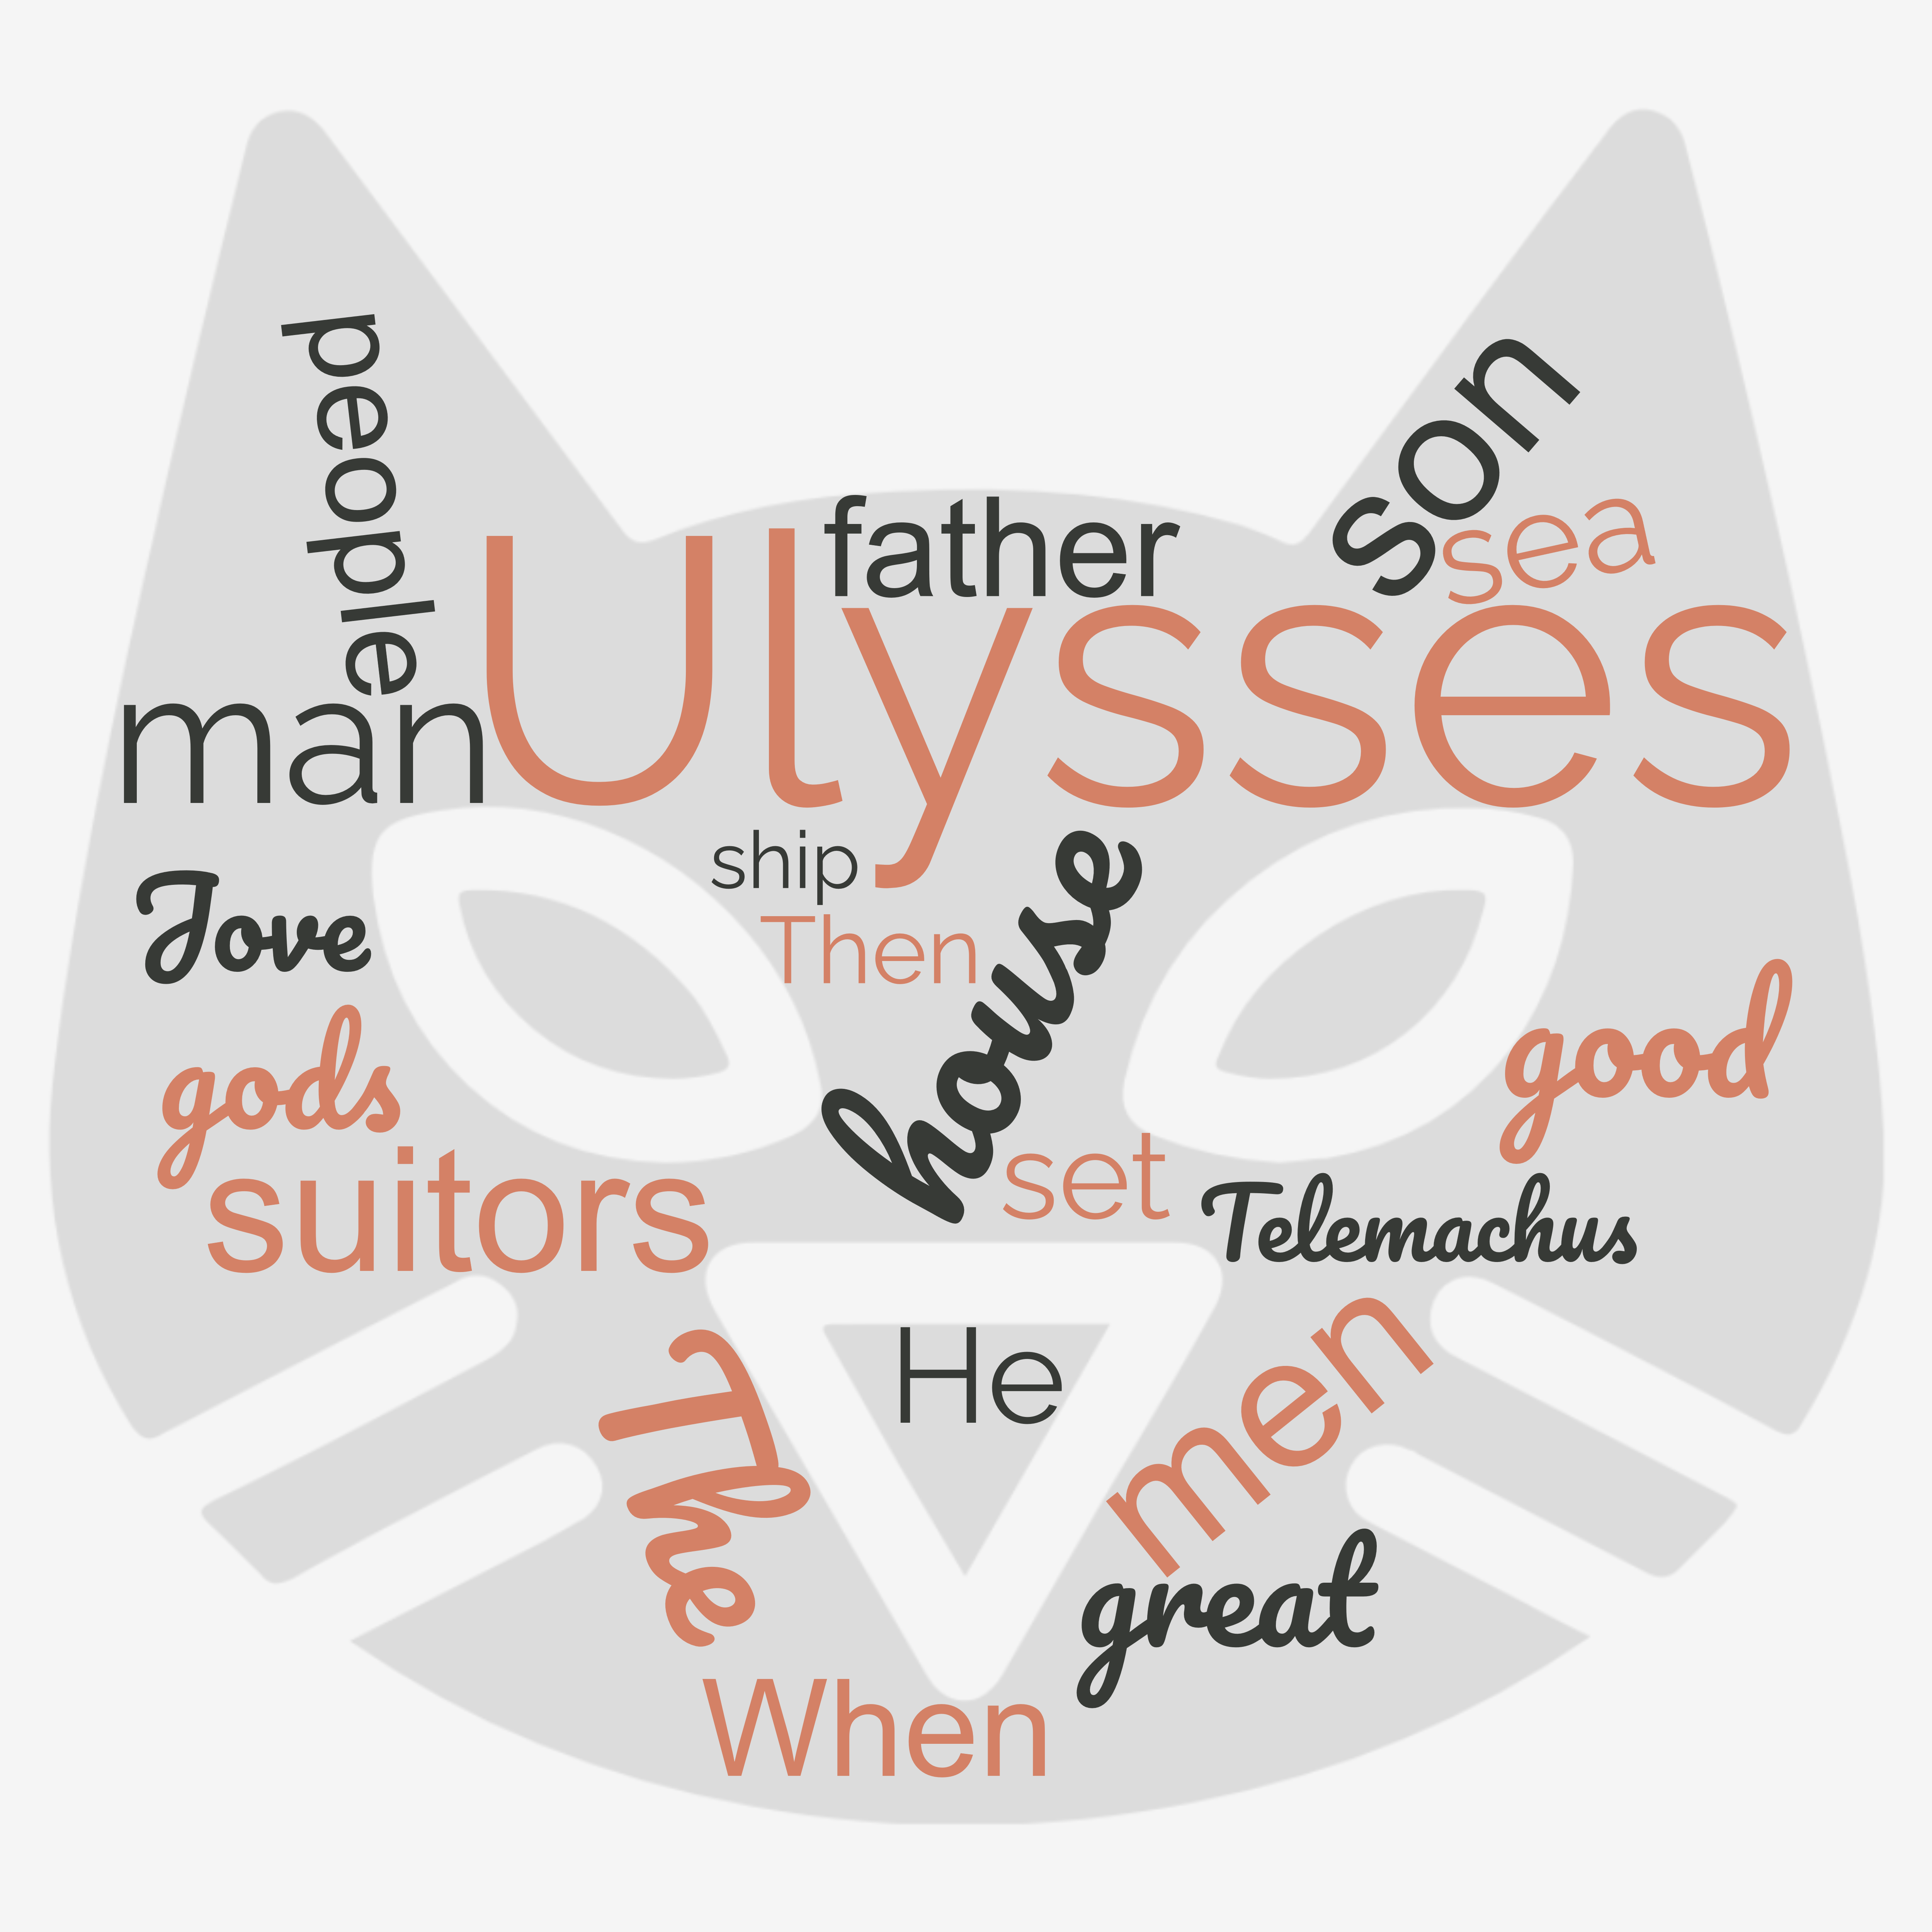 people
father
son
sea
Ulysses
man
ship
Jove
Then
house
gods
good
suitors
set
Telemachus
He
men
The
great
When